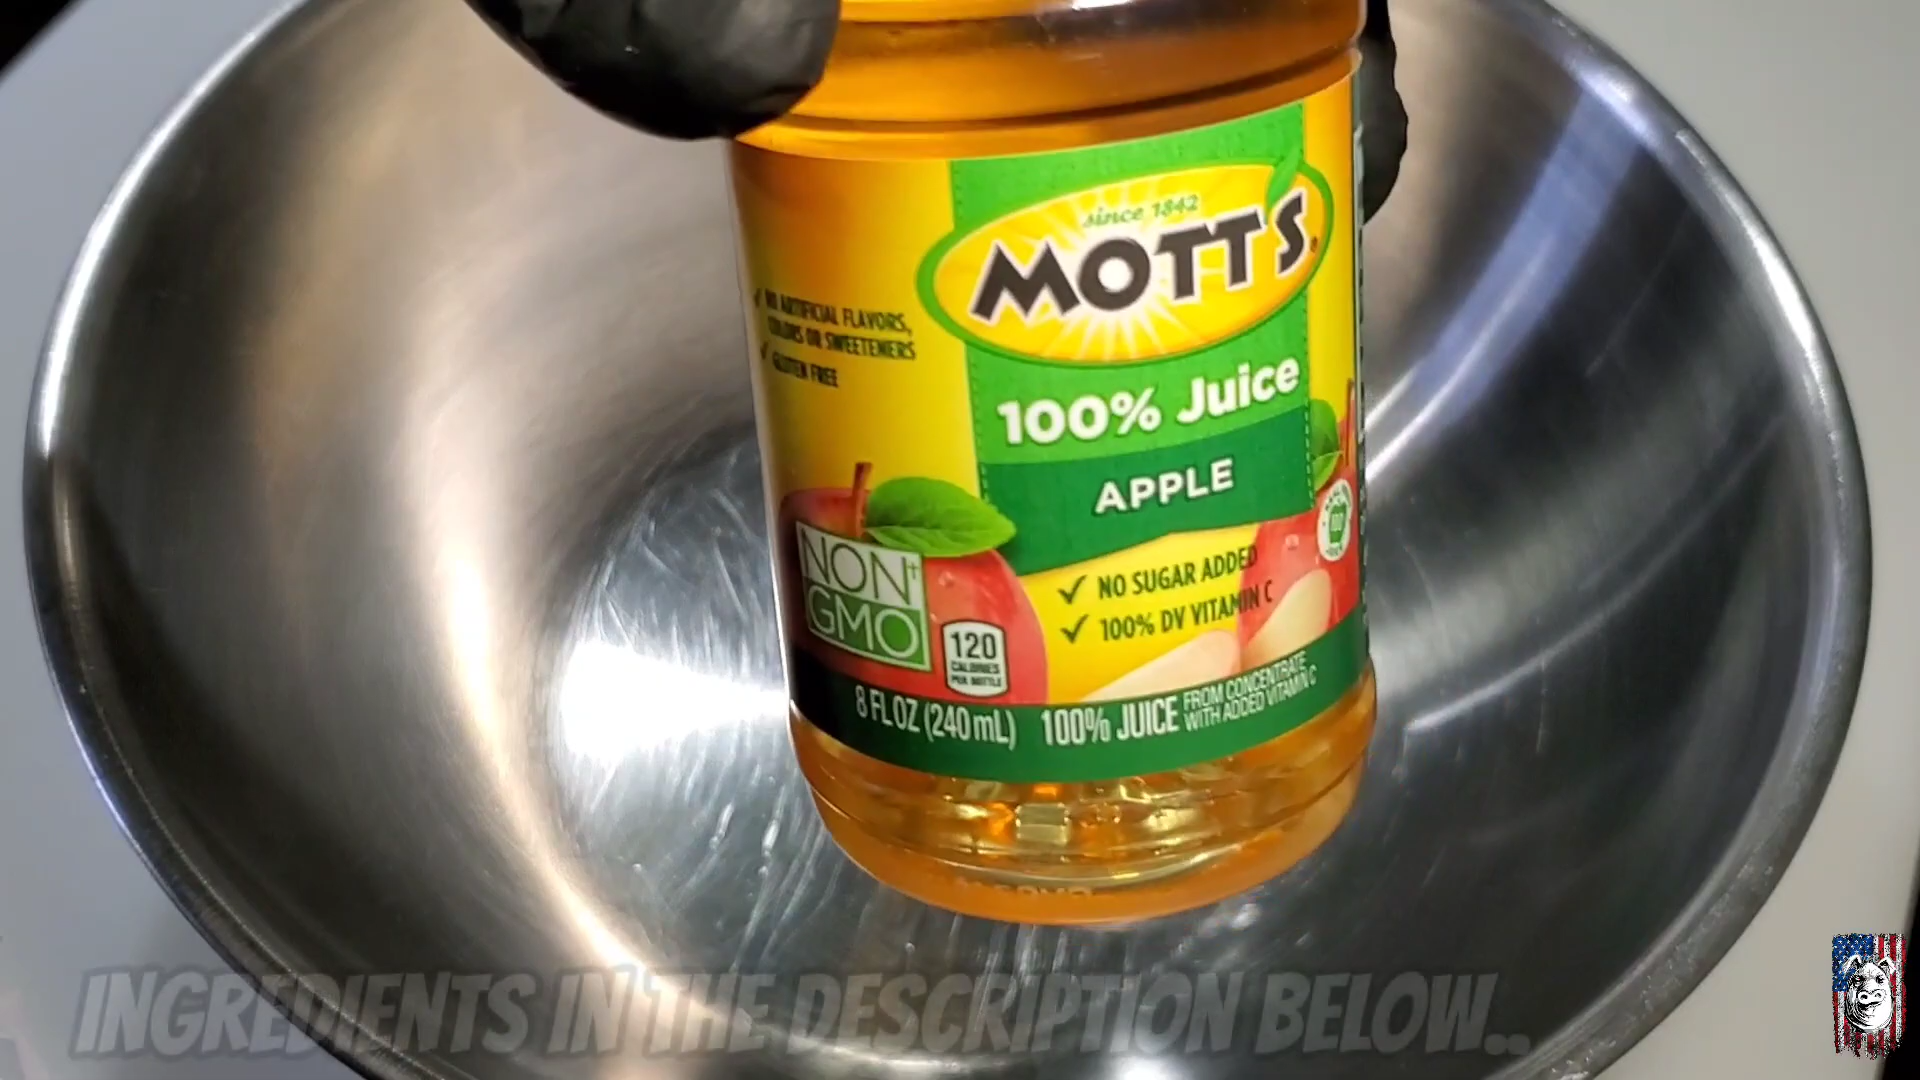 since 1842
MOTT'S
NO ARTIFICIAL FLAVORS,
COLORS OR SWEETENERS
GLUTEN FREE
100% Juice
APPLE
NON†
GMO
120
CALORIES
PER BOTTLE
✓ NO SUGAR ADDED
✓ 100% DV VITAMIN C
8 FL OZ (240 mL)
100% JUICE FROM CONCENTRATE
WITH ADDED VITAMIN C
INGREDIENTS IN THE DESCRIPTION BELOW..